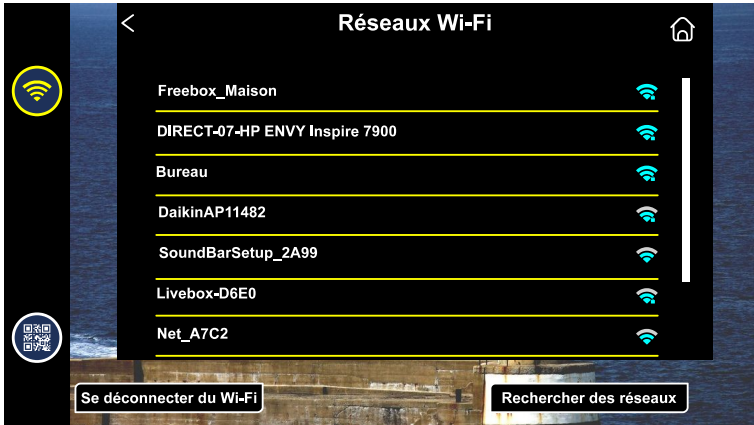 Réseaux Wi-Fi
Freebox_Maison
DIRECT-07-HP ENVY Inspire 7900
Bureau
DaikinAP11482
SoundBarSetup_2A99
Livebox-D6E0
Net_A7C2
Se déconnecter du Wi-Fi
Rechercher des réseaux